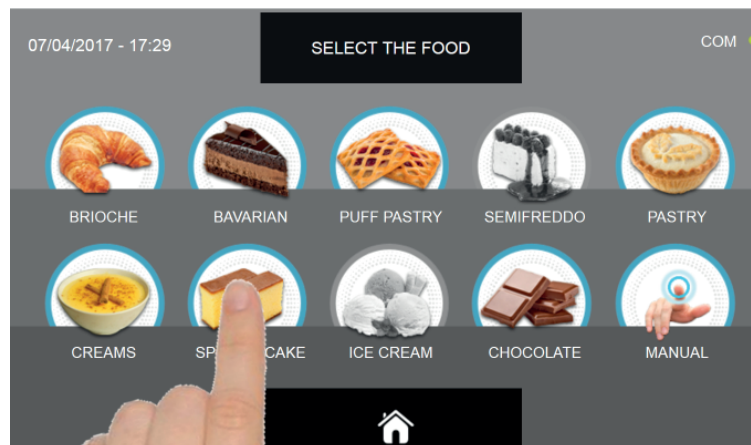 07/04/2017 - 17:29
SELECT THE FOOD
COM
BRIOCHE
BAVARIAN
PUFF PASTRY
SEMIFREDDO
PASTRY
CREAMS
SP CAKE
ICE CREAM
CHOCOLATE
MANUAL